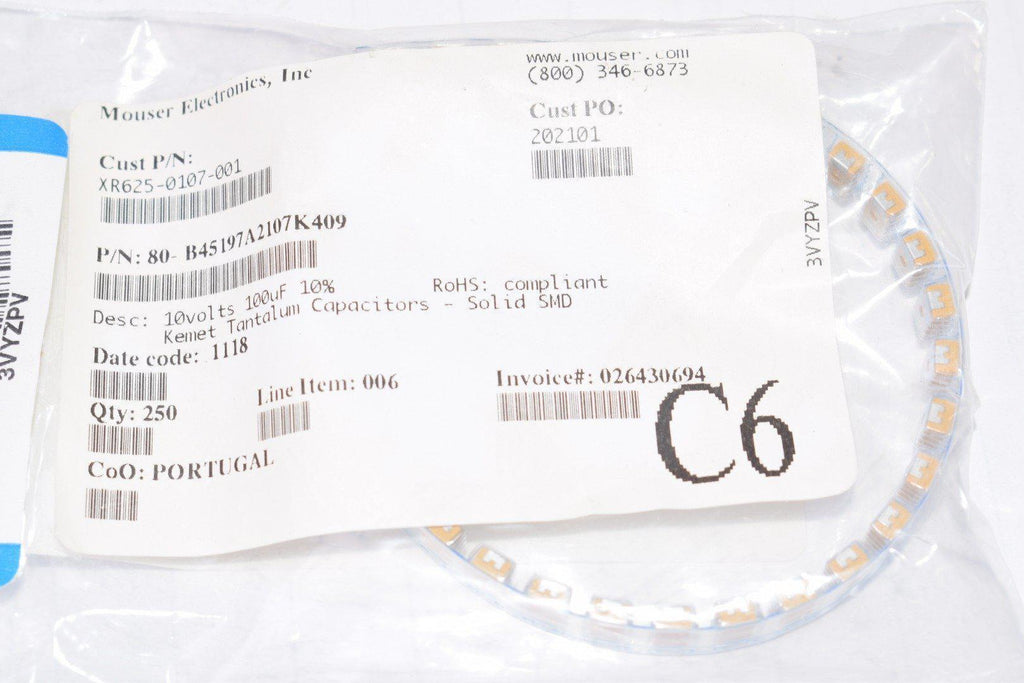 www.mouser.com
Mouser Electronics, Inc
(800) 346-6873
Cust PO:
202101
Cust P/N:
XR625-0107-001
P/N: 80- B45197A2107K409
Desc: 10volts 100uF 10% RoHS: compliant
Kemet Tantalum Capacitors - Solid SMD
Date code: 1118
Qty: 250
Line Item: 006
Invoice#: 026430694
C6
CoO: PORTUGAL
3VYZPV
3VYZPV